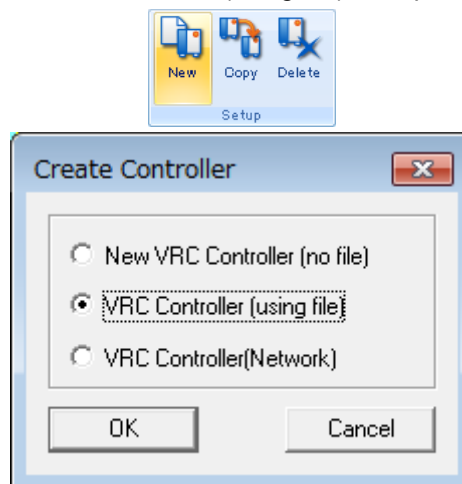 New Copy Delete
Setup
Create Controller
New VRC Controller (no file)
VRC Controller (using file)
VRC Controller(Network)
OK Cancel